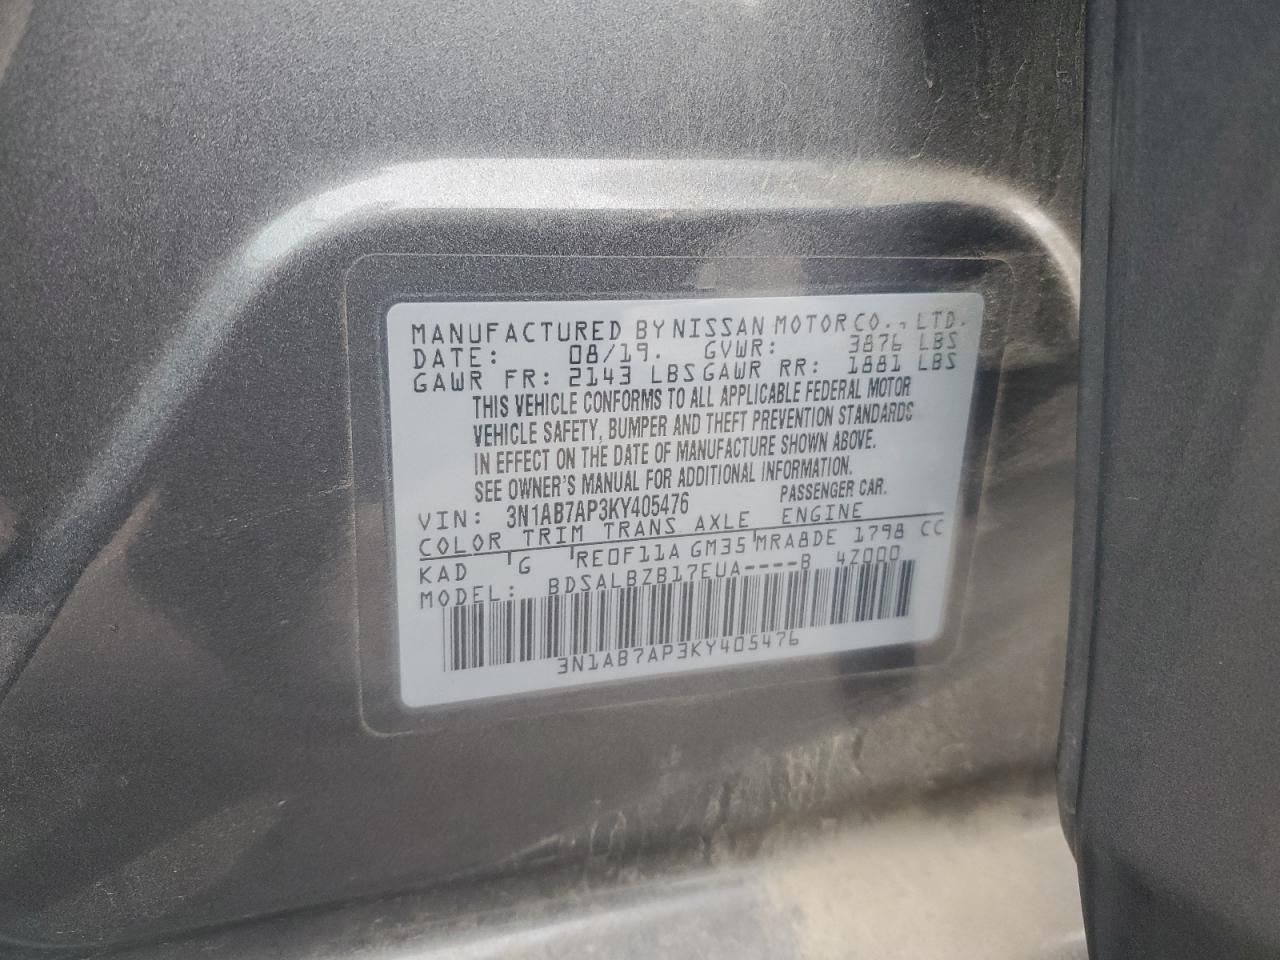 MANUFACTURED BY NISSAN MOTOR CO., LTD.
DATE: 08/19. GVWR: 3876 LBS
GAWR FR: 2143 LBS GAWR RR: 1881 LBS
THIS VEHICLE CONFORMS TO ALL APPLICABLE FEDERAL MOTOR
VEHICLE SAFETY, BUMPER AND THEFT PREVENTION STANDARDS
IN EFFECT ON THE DATE OF MANUFACTURE SHOWN ABOVE.
SEE OWNER'S MANUAL FOR ADDITIONAL INFORMATION.
VIN: 3N1AB7AP3KY405476 PASSENGER CAR.
COLOR TRIM TRANS AXLE ENGINE
KAD G RE0F11A GM35 MRA8DE 1798 CC
MODEL: BDSALBZB17EUA----B 4Z000
3N1AB7AP3KY405476